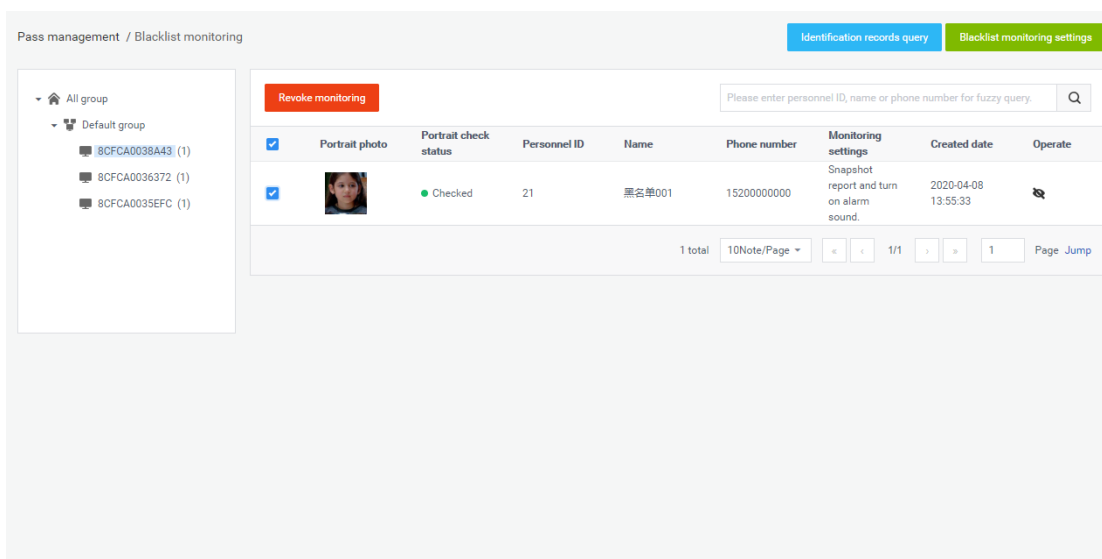 Pass management / Blacklist monitoring
Identification records query
Blacklist monitoring settings
All group
Default group
8CFCA0038A43 (1)
8CFCA0036372 (1)
8CFCA0035EFC (1)
Revoke monitoring
Please enter personnel ID, name or phone number for fuzzy query.
Portrait photo
Portrait check
status
Personnel ID
Name
Phone number
Monitoring
settings
Created date
Operate
Checked
21
黑名单001
15200000000
Snapshot
report and turn
on alarm
sound.
2020-04-08
13:55:33
1 total
10Note/Page
« ‹ 1/1 › »
1
Page Jump